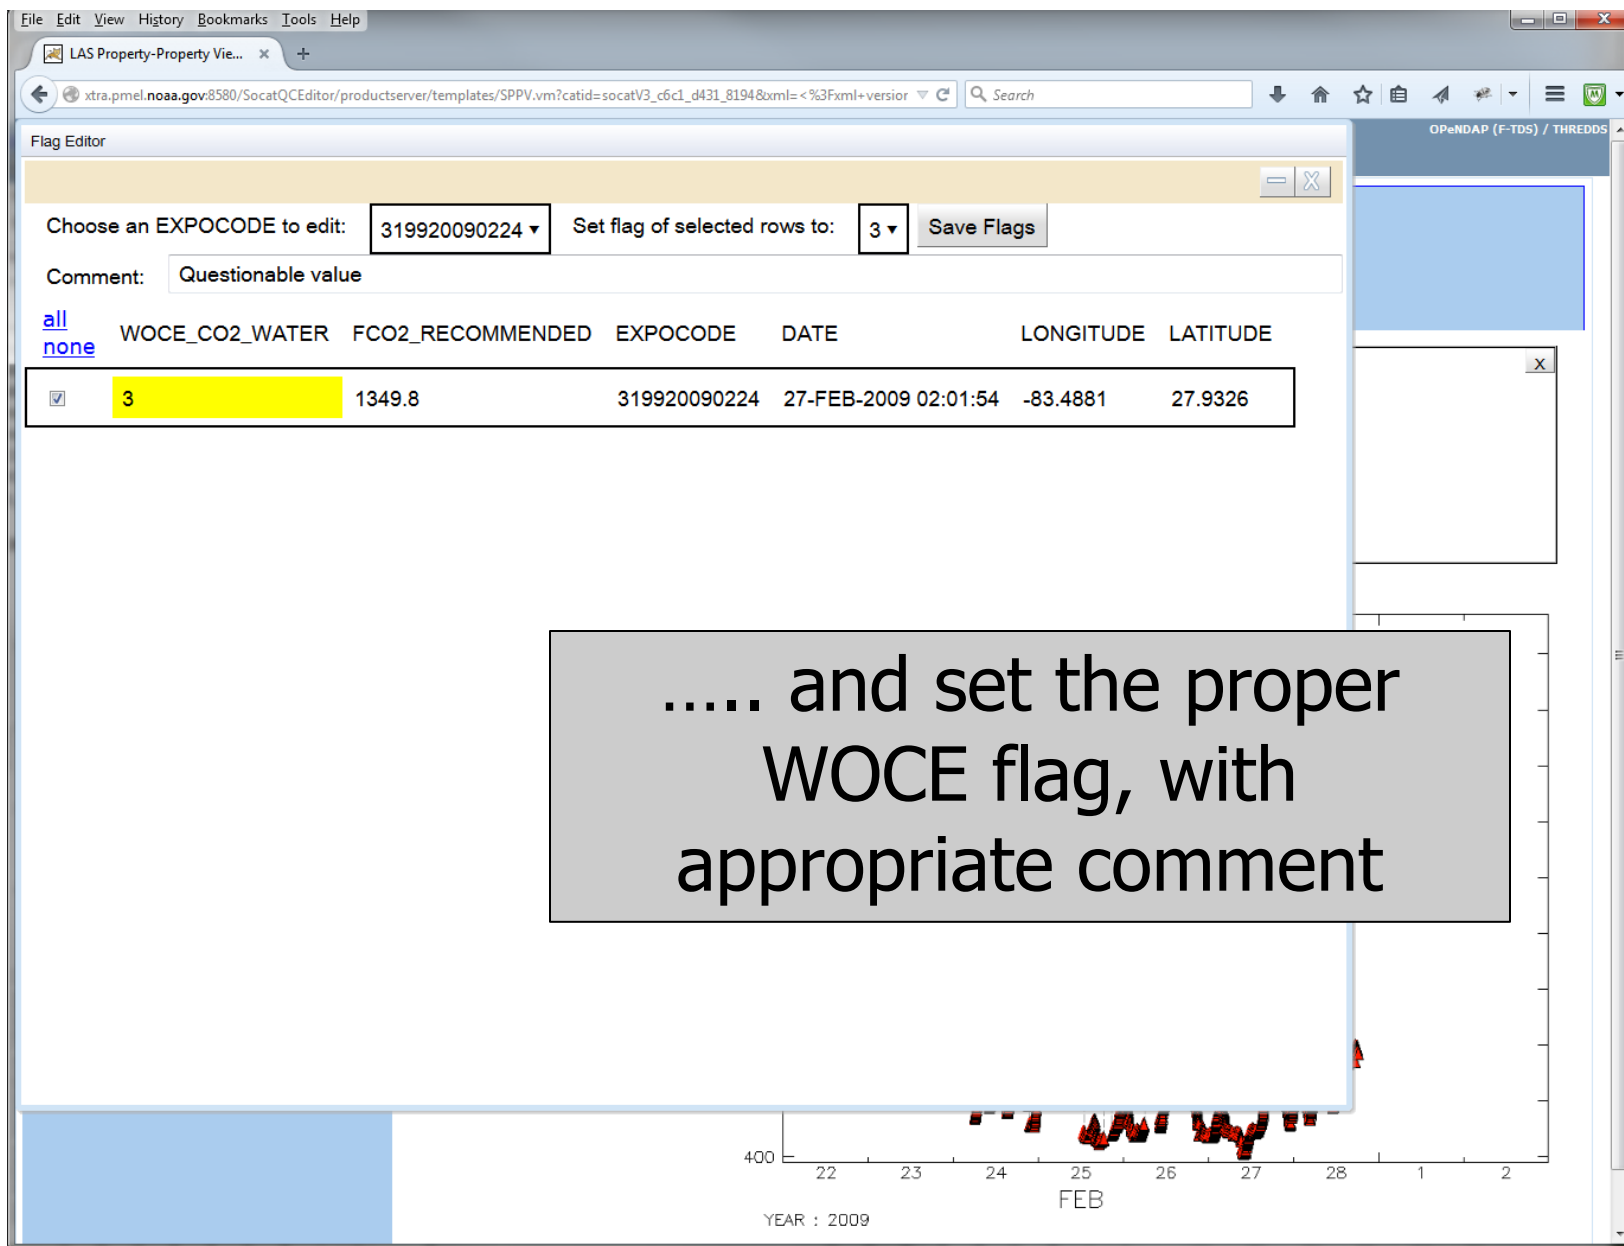 File Edit View History Bookmarks Tools Help
LAS Property-Property Vie... × +
xtra.pmel.noaa.gov:8580/SocatQCEditor/productserver/templates/SPPV.vm?catid=socatV3_c6c1_d431_8194&xml=<%3Fxml+version Search
OPeNDAP (F-TDS) / THREDDS
Flag Editor
Choose an EXPOCODE to edit: 319920090224 Set flag of selected rows to: 3 Save Flags
Comment: Questionable value
all
none WOCE_CO2_WATER FCO2_RECOMMENDED EXPOCODE DATE LONGITUDE LATITUDE
X
3 1349.8 319920090224 27-FEB-2009 02:01:54 -83.4881 27.9326
..... and set the proper
WOCE flag, with
appropriate comment
400
22 23 24 25 26 27 28 1 2
FEB
YEAR : 2009